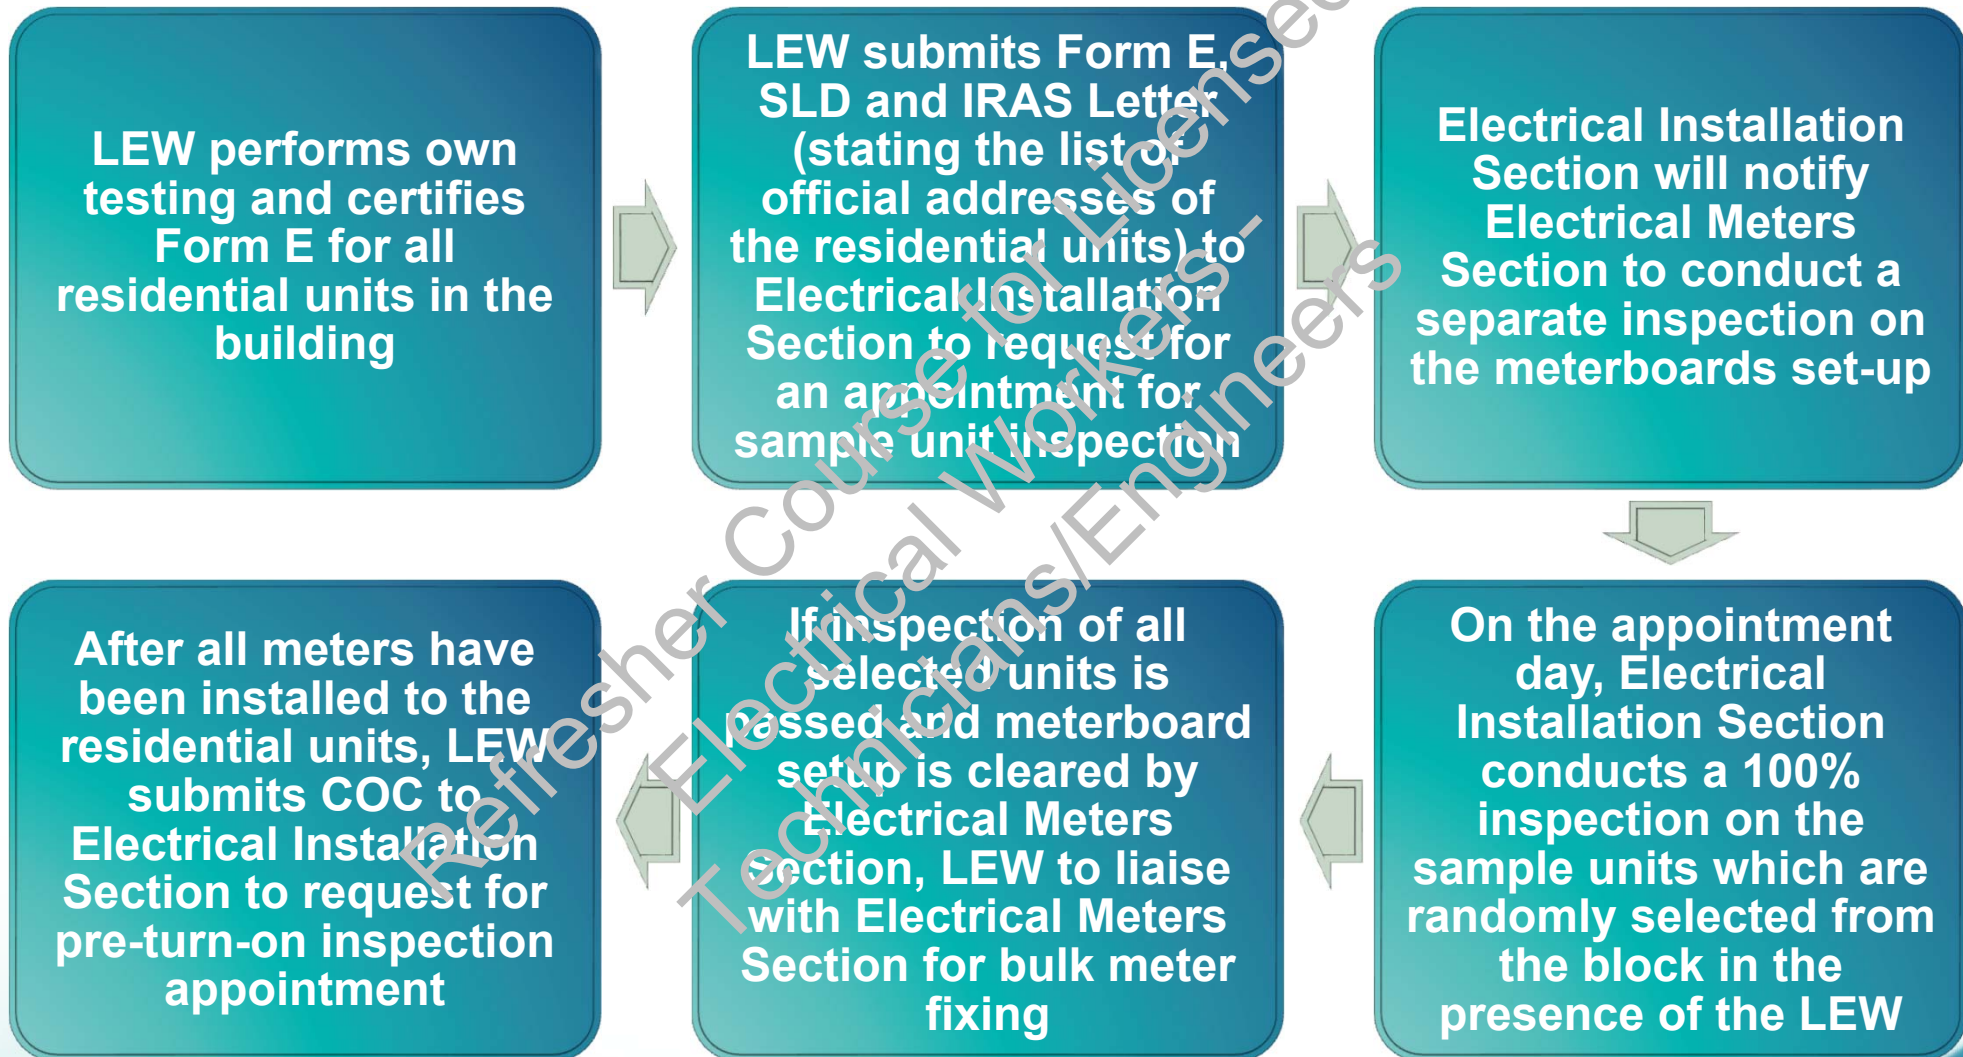 LEW performs own
testing and certifies
Form E for all
residential units in the
building
LEW submits Form E,
SLD and IRAS Letter
(stating the list of
official addresses of
the residential units) to
Electrical Installation
Section to request for
an appointment for
sample unit inspection
Electrical Installation
Section will notify
Electrical Meters
Section to conduct a
separate inspection on
the meterboards set-up
On the appointment
day, Electrical
Installation Section
conducts a 100%
inspection on the
sample units which are
randomly selected from
the block in the
presence of the LEW
If inspection of all
selected units is
passed and meterboard
setup is cleared by
Electrical Meters
Section, LEW to liaise
with Electrical Meters
Section for bulk meter
fixing
After all meters have
been installed to the
residential units, LEW
submits COC to
Electrical Installation
Section to request for
pre-turn-on inspection
appointment
Refresher Course for Licensed
Electrical Workers -
Technicians/Engineers